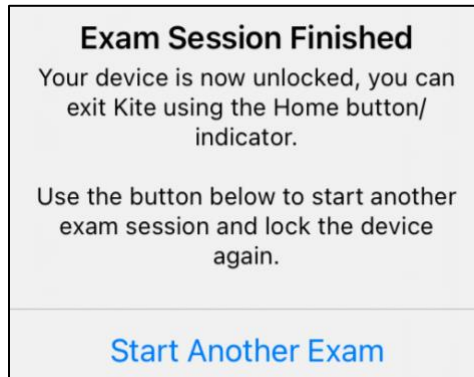 Exam Session Finished
Your device is now unlocked, you can
exit Kite using the Home button/
indicator.
Use the button below to start another
exam session and lock the device
again.
Start Another Exam